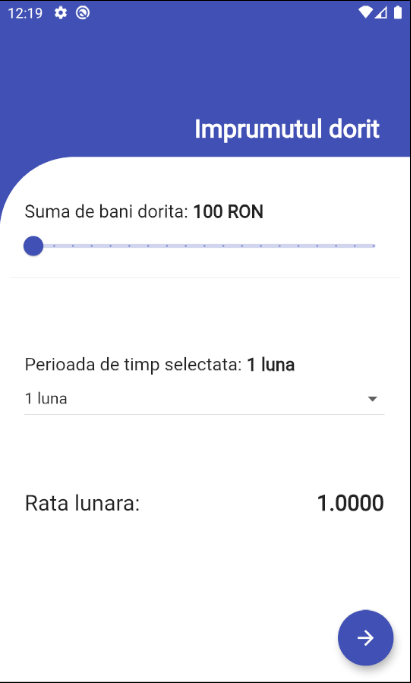 12:19
Imprumutul dorit
Suma de bani dorita: 100 RON
Perioada de timp selectata: 1 luna
1 luna
Rata lunara: 1.0000